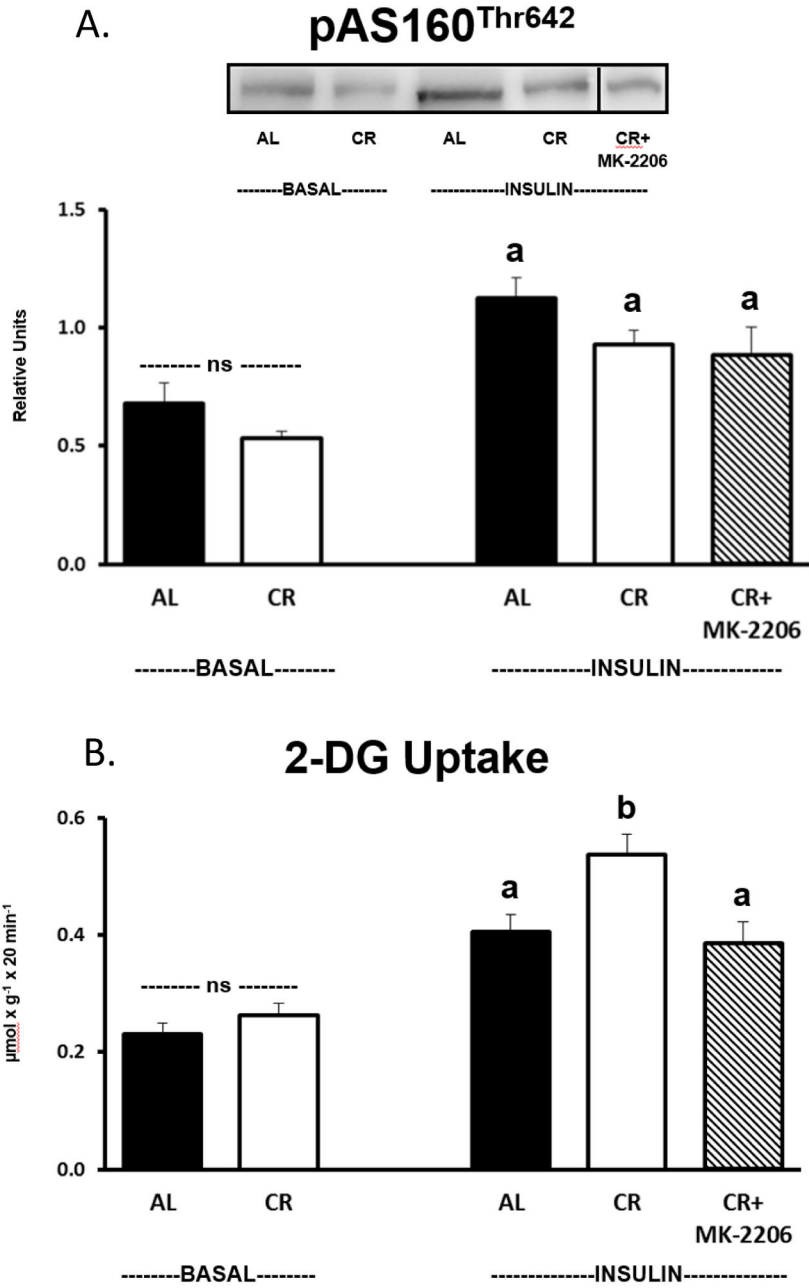 A.
pAS160Thr642
AL CR AL CR CR+
MK-2206
--------BASAL-------- -------------INSULIN-------------
1.5
1.0
0.5
0.0
Relative Units
-------- ns --------
a
a
a
AL CR AL CR CR+
MK-2206
--------BASAL-------- -------------INSULIN-------------
B.
2-DG Uptake
0.6
0.4
0.2
0.0
µmol x g-1 x 20 min-1
-------- ns --------
a
b
a
AL CR AL CR CR+
MK-2206
--------BASAL-------- --------------INSULIN--------------